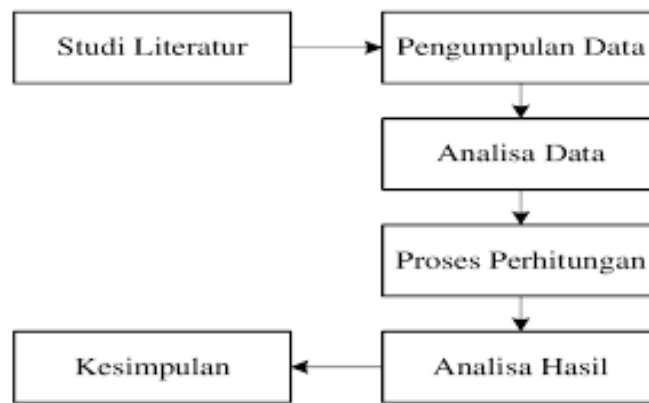 Studi Literatur
Pengumpulan Data
Analisa Data
Proses Perhitungan
Analisa Hasil
Kesimpulan